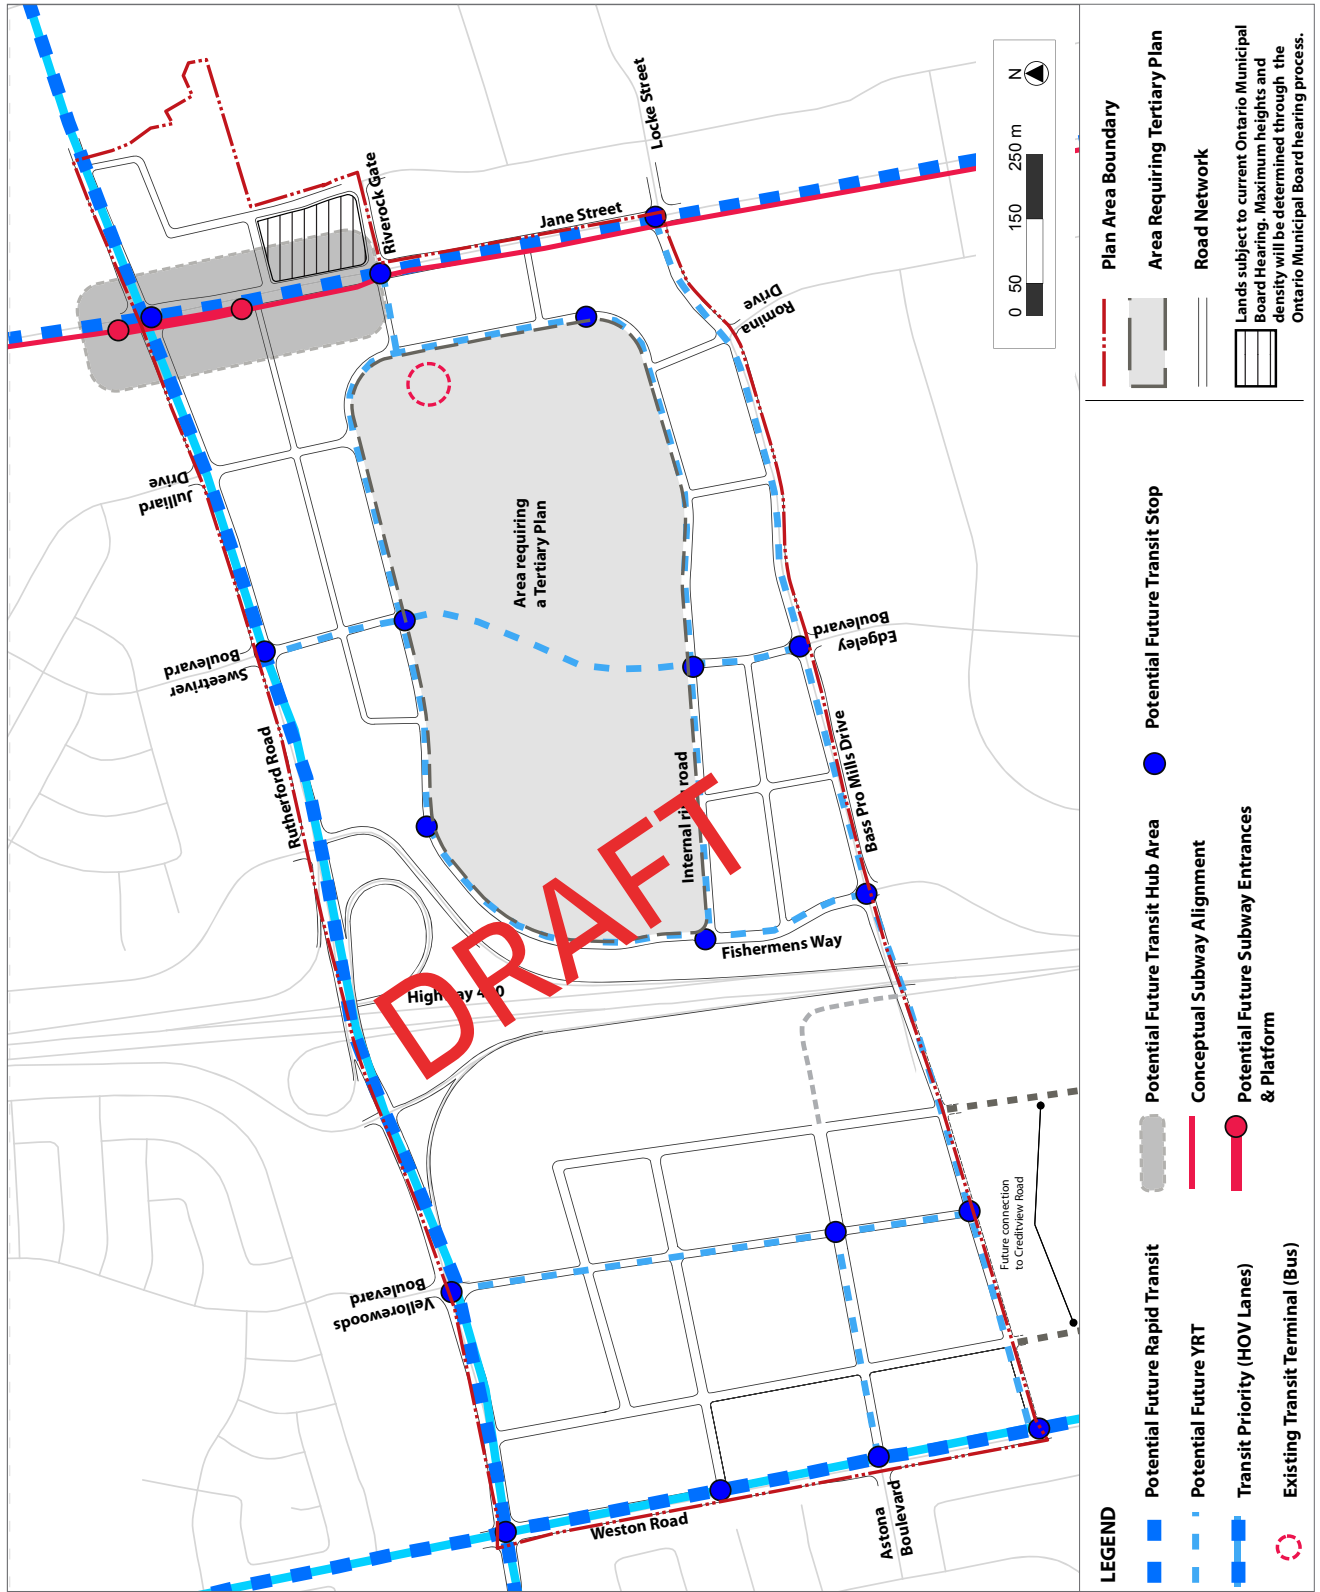 Rutherford Road
Vellorewoods
Boulevard
Sweetriver
Boulevard
Julliard
Drive
Riverock Gate
Jane Street
Locke Street
Romina
Drive
Area requiring
a Tertiary Plan
Internal ring road
Edgeley
Boulevard
Bass Pro Mills Drive
Fishermens Way
Highway 400
DRAFT
Weston Road
Astona
Boulevard
Future connection
to Creditview Road
0 50 150 250 m
N
LEGEND
Potential Future Rapid Transit
Potential Future YRT
Transit Priority (HOV Lanes)
Existing Transit Terminal (Bus)
Potential Future Transit Hub Area
Conceptual Subway Alignment
Potential Future Subway Entrances
& Platform
Potential Future Transit Stop
Plan Area Boundary
Area Requiring Tertiary Plan
Road Network
Lands subject to current Ontario Municipal
Board Hearing. Maximum heights and
density will be determined through the
Ontario Municipal Board hearing process.